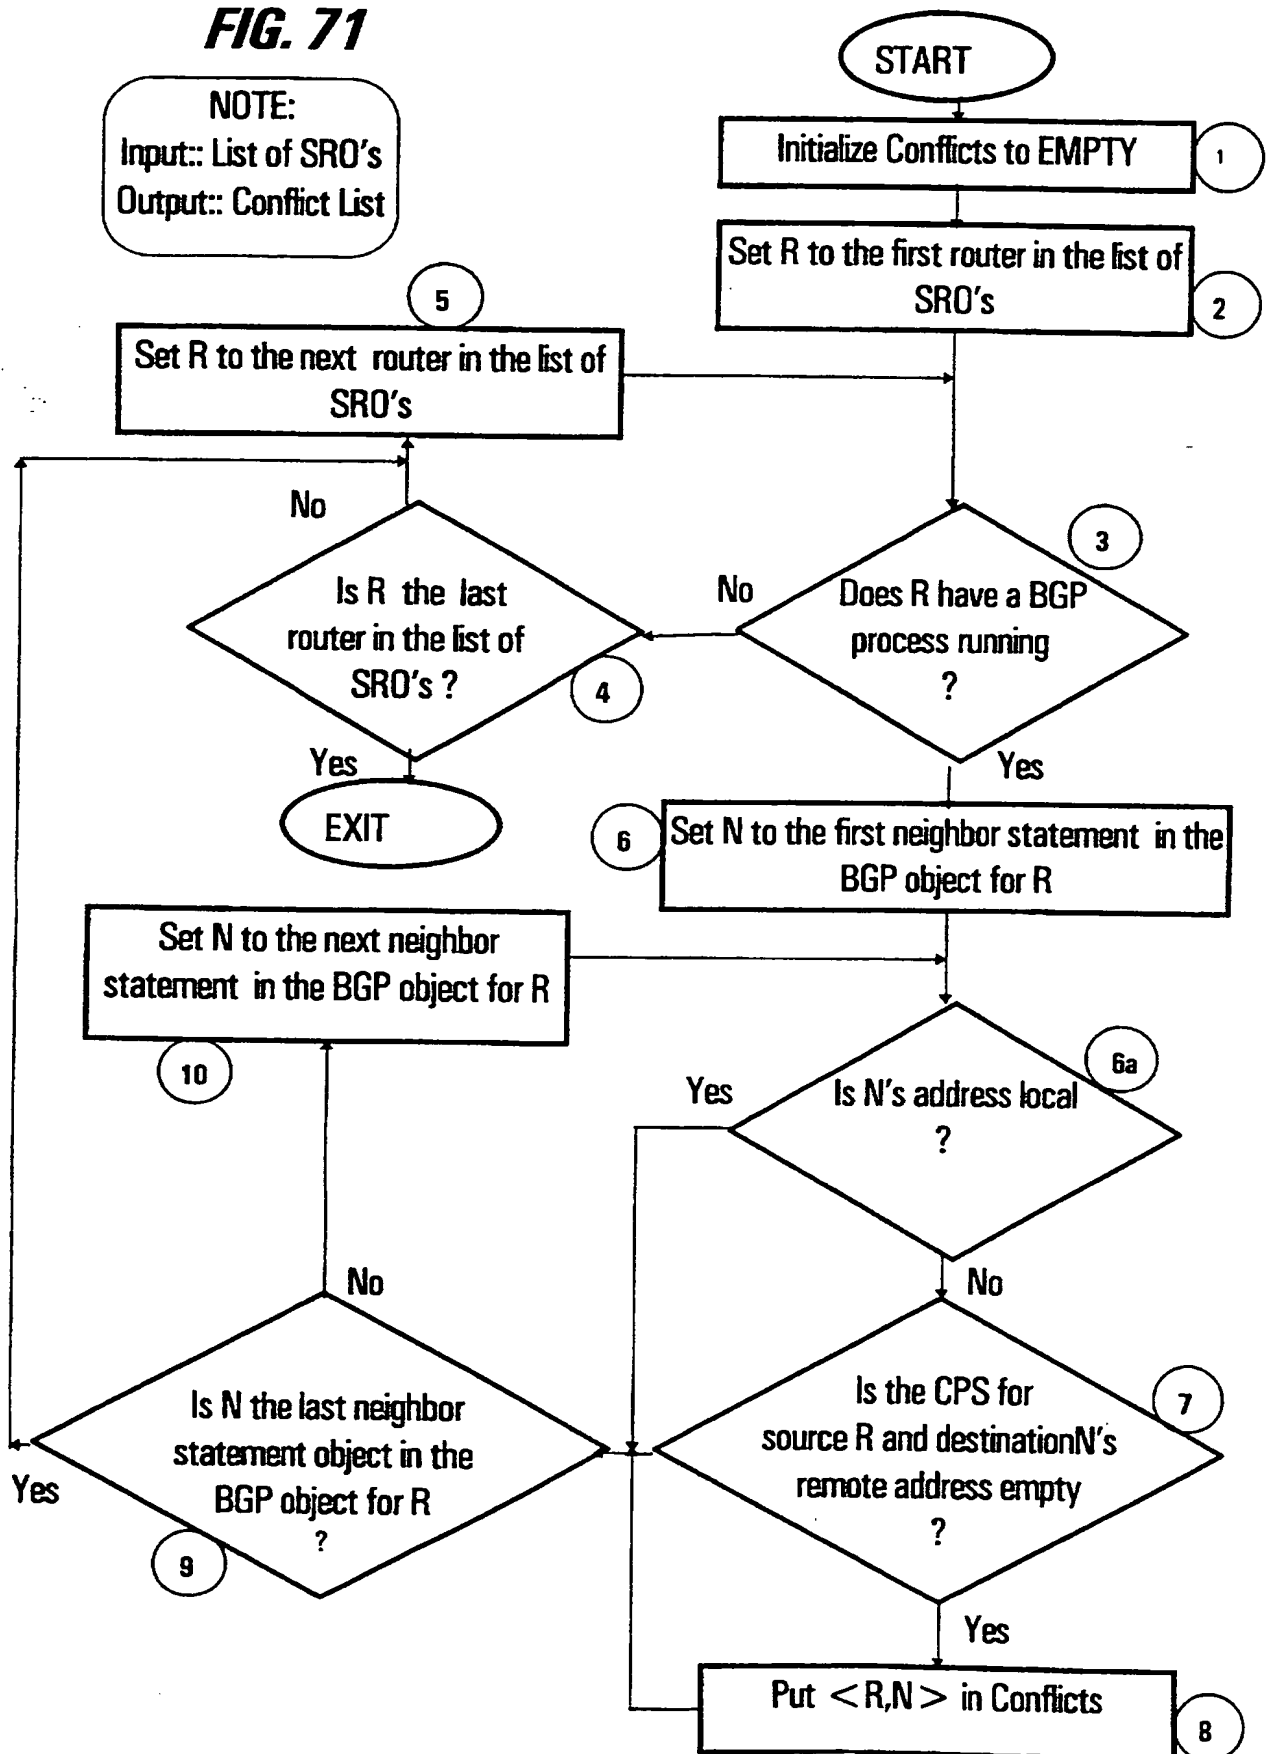 FIG. 71
NOTE:
Input:: List of SRO's
Output:: Conflict List
START
Initialize Conflicts to EMPTY
1
Set R to the first router in the list of
SRO's
2
5
Set R to the next router in the list of
SRO's
No
Is R the last
router in the list of
SRO's ?
4
Yes
EXIT
3
Does R have a BGP
process running
?
No
Yes
6
Set N to the first neighbor statement in the
BGP object for R
Set N to the next neighbor
statement in the BGP object for R
10
6a
Is N's address local
?
Yes
No
7
Is the CPS for
source R and destinationN's
remote address empty
?
Yes
No
Is N the last neighbor
statement object in the
BGP object for R
?
9
Yes
Put <R,N> in Conflicts
8